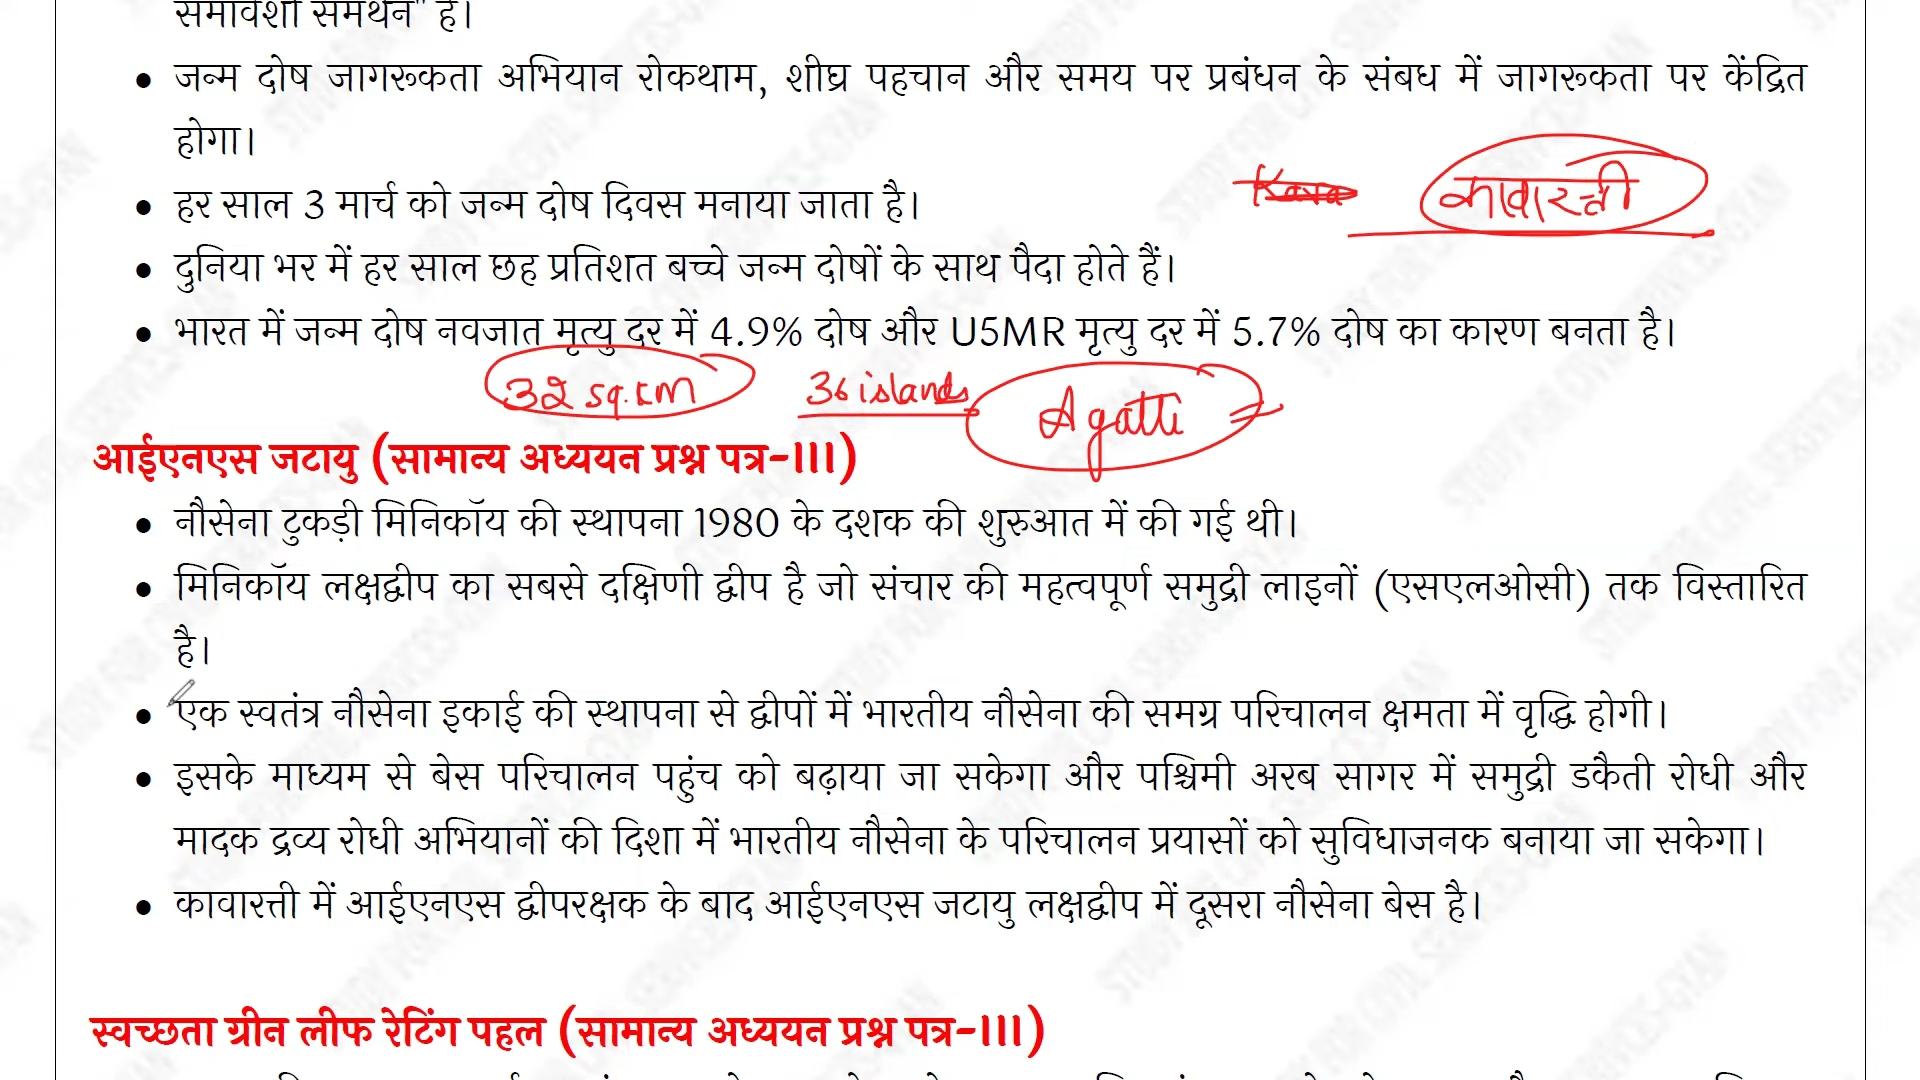 समावेशी समर्थन" है।
• जन्म दोष जागरूकता अभियान रोकथाम, शीघ्र पहचान और समय पर प्रबंधन के संबध में जागरूकता पर केंद्रित
होगा।
Kava कावारत्ती
• हर साल 3 मार्च को जन्म दोष दिवस मनाया जाता है।
• दुनिया भर में हर साल छह प्रतिशत बच्चे जन्म दोषों के साथ पैदा होते हैं।
• भारत में जन्म दोष नवजात मृत्यु दर में 4.9% दोष और U5MR मृत्यु दर में 5.7% दोष का कारण बनता है।
32 sq.km 36 islands Agatti
आईएनएस जटायु (सामान्य अध्ययन प्रश्न पत्र-III)
• नौसेना टुकड़ी मिनिकॉय की स्थापना 1980 के दशक की शुरुआत में की गई थी।
• मिनिकॉय लक्षद्वीप का सबसे दक्षिणी द्वीप है जो संचार की महत्वपूर्ण समुद्री लाइनों (एसएलओसी) तक विस्तारित
है।
• एक स्वतंत्र नौसेना इकाई की स्थापना से द्वीपों में भारतीय नौसेना की समग्र परिचालन क्षमता में वृद्धि होगी।
• इसके माध्यम से बेस परिचालन पहुंच को बढ़ाया जा सकेगा और पश्चिमी अरब सागर में समुद्री डकैती रोधी और
मादक द्रव्य रोधी अभियानों की दिशा में भारतीय नौसेना के परिचालन प्रयासों को सुविधाजनक बनाया जा सकेगा।
• कावारत्ती में आईएनएस द्वीपरक्षक के बाद आईएनएस जटायु लक्षद्वीप में दूसरा नौसेना बेस है।
स्वच्छता ग्रीन लीफ रेटिंग पहल (सामान्य अध्ययन प्रश्न पत्र-III)
STUDY FOR CIVIL SERVICES-GYAN